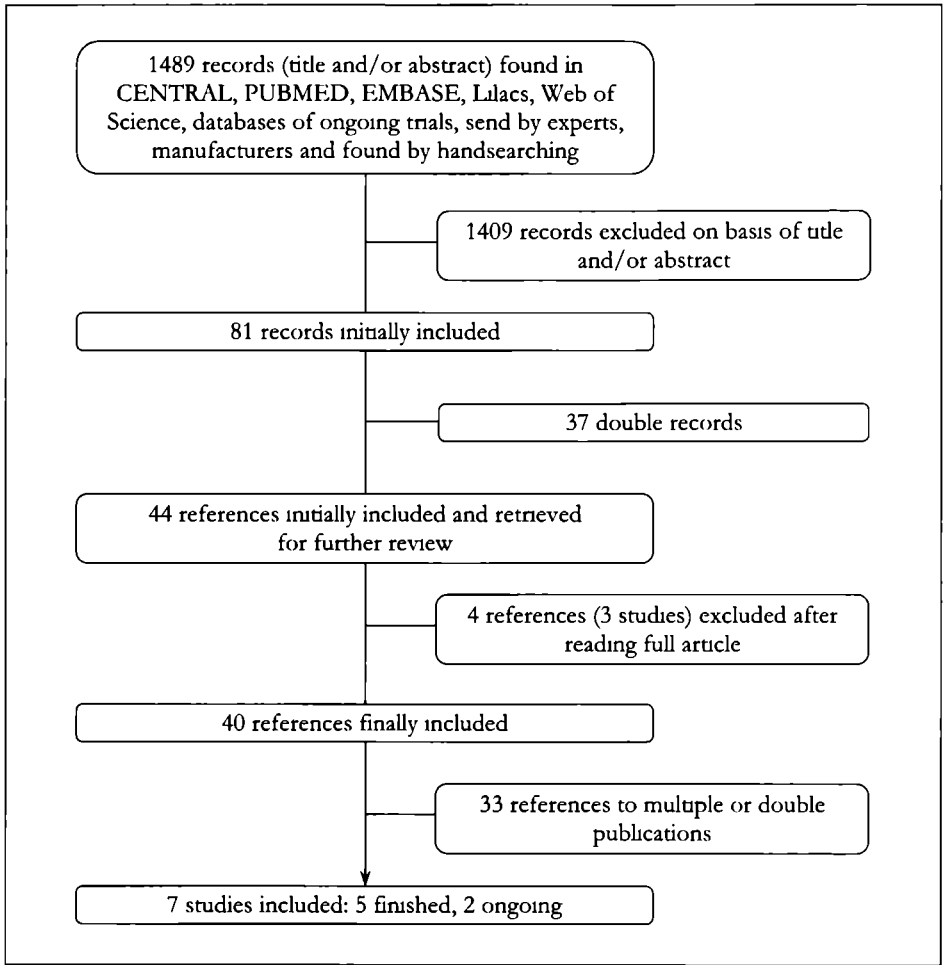 1489 records (title and/or abstract) found in
CENTRAL, PUBMED, EMBASE, Lilacs, Web of
Science, databases of ongoing trials, send by experts,
manufacturers and found by handsearching
1409 records excluded on basis of title
and/or abstract
81 records initially included
37 double records
44 references initially included and retrieved
for further review
4 references (3 studies) excluded after
reading full article
40 references finally included
33 references to multiple or double
publications
7 studies included: 5 finished, 2 ongoing